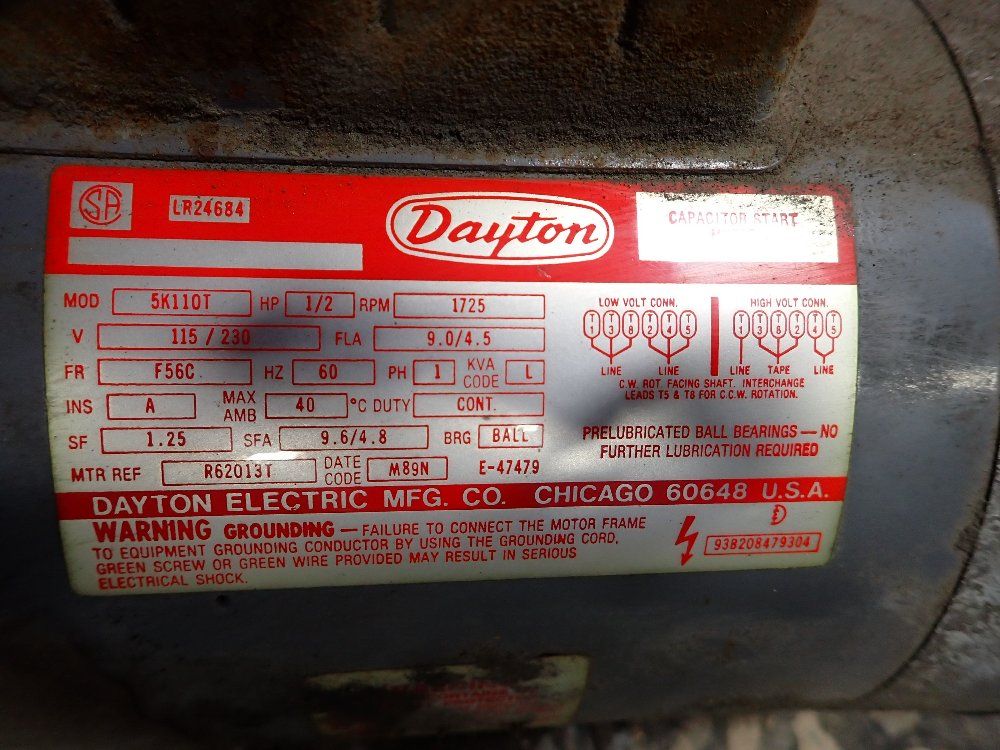 SA
LR24684
Dayton
CAPACITOR START
MOD 5K110T HP 1/2 RPM 1725
V 115 / 230 FLA 9.0/4.5
FR F56C HZ 60 PH 1 KVA CODE L
INS A MAX AMB 40 °C DUTY CONT.
SF 1.25 SFA 9.6/4.8 BRG BALL
MTR REF R62013T DATE CODE M89N E-47479
LOW VOLT CONN. HIGH VOLT CONN.
T1 T3 T8 T2 T4 T5 T1 T3 T8 T2 T4 T5
LINE LINE LINE TAPE LINE
C.W. ROT. FACING SHAFT. INTERCHANGE
LEADS T5 & T8 FOR C.C.W. ROTATION.
PRELUBRICATED BALL BEARINGS — NO
FURTHER LUBRICATION REQUIRED
DAYTON ELECTRIC MFG. CO. CHICAGO 60648 U.S.A.
WARNING GROUNDING — FAILURE TO CONNECT THE MOTOR FRAME
TO EQUIPMENT GROUNDING CONDUCTOR BY USING THE GROUNDING CORD,
GREEN SCREW OR GREEN WIRE PROVIDED MAY RESULT IN SERIOUS
ELECTRICAL SHOCK.
938208479304